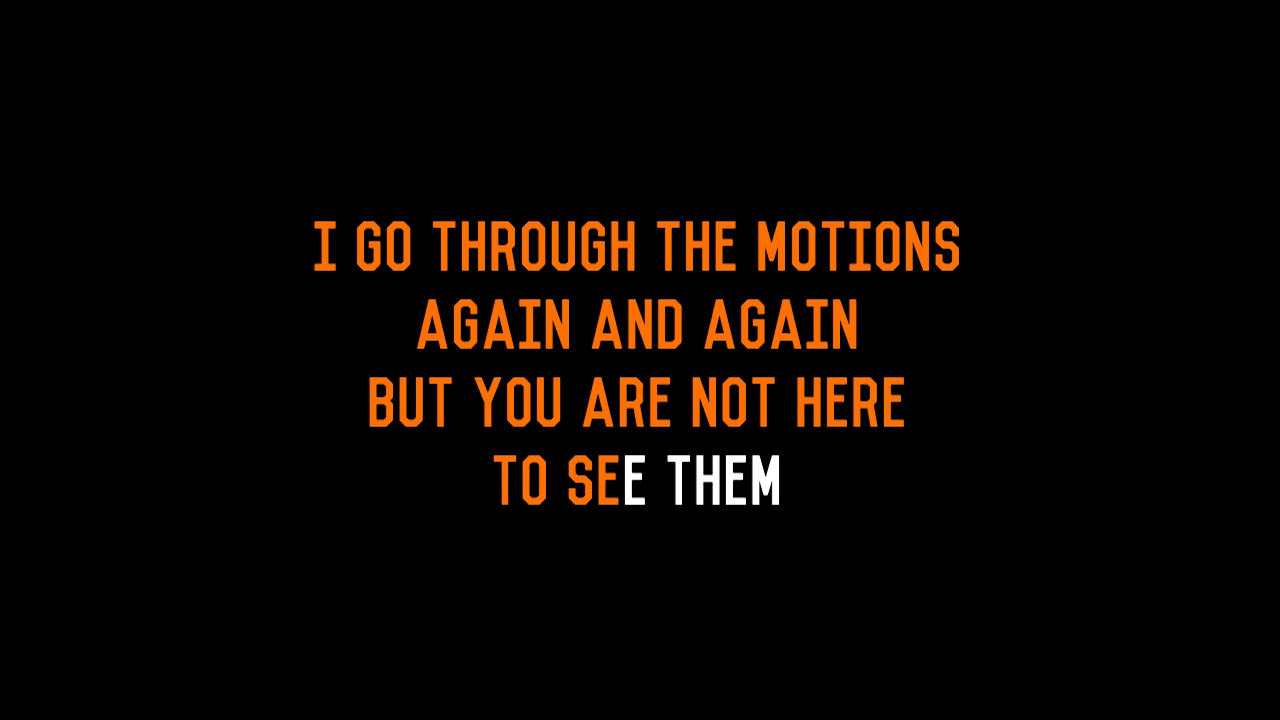 I GO THROUGH THE MOTIONS
AGAIN AND AGAIN
BUT YOU ARE NOT HERE
TO SEE THEM